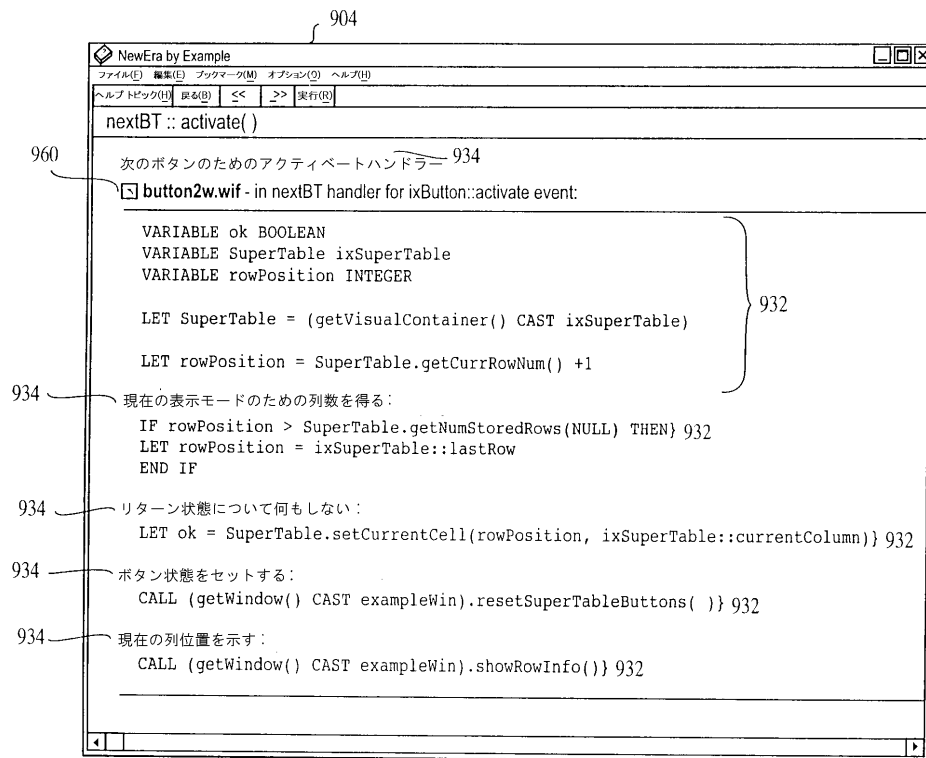 904
NewEra by Example
ファイル(F) 編集(E) ブックマーク(M) オプション(O) ヘルプ(H)
ヘルプ トピック(H) 戻る(B) << >> 実行(R)
nextBT :: activate( )
960
次のボタンのためのアクティベートハンドラー 934
button2w.wif - in nextBT handler for ixButton::activate event:
VARIABLE ok BOOLEAN
VARIABLE SuperTable ixSuperTable
VARIABLE rowPosition INTEGER
LET SuperTable = (getVisualContainer() CAST ixSuperTable)
932
LET rowPosition = SuperTable.getCurrRowNum() +1
934 現在の表示モードのための列数を得る:
IF rowPosition > SuperTable.getNumStoredRows(NULL) THEN} 932
LET rowPosition = ixSuperTable::lastRow
END IF
934 リターン状態について何もしない:
LET ok = SuperTable.setCurrentCell(rowPosition, ixSuperTable::currentColumn)} 932
934 ボタン状態をセットする:
CALL (getWindow() CAST exampleWin).resetSuperTableButtons( )} 932
934 現在の列位置を示す:
CALL (getWindow() CAST exampleWin).showRowInfo()} 932